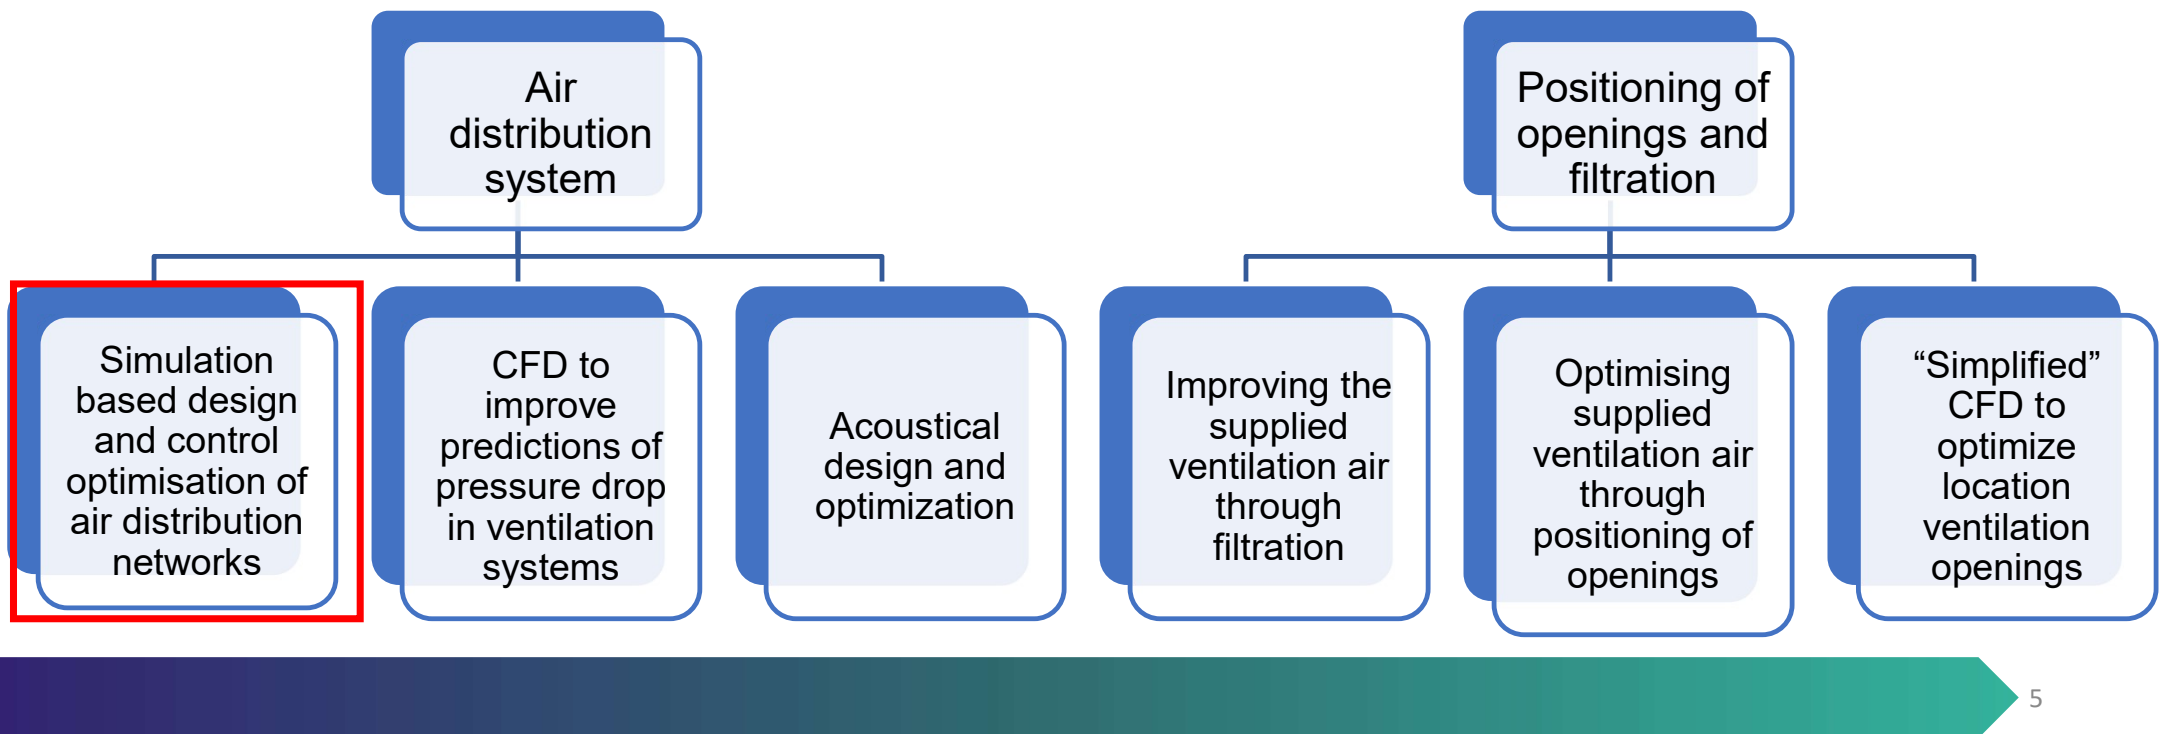 Air
distribution
system
Positioning of
openings and
filtration
Simulation
based design
and control
optimisation of
air distribution
networks
CFD to
improve
predictions of
pressure drop
in ventilation
systems
Acoustical
design and
optimization
Improving the
supplied
ventilation air
through
filtration
Optimising
supplied
ventilation air
through
positioning of
openings
“Simplified”
CFD to
optimize
location
ventilation
openings
5